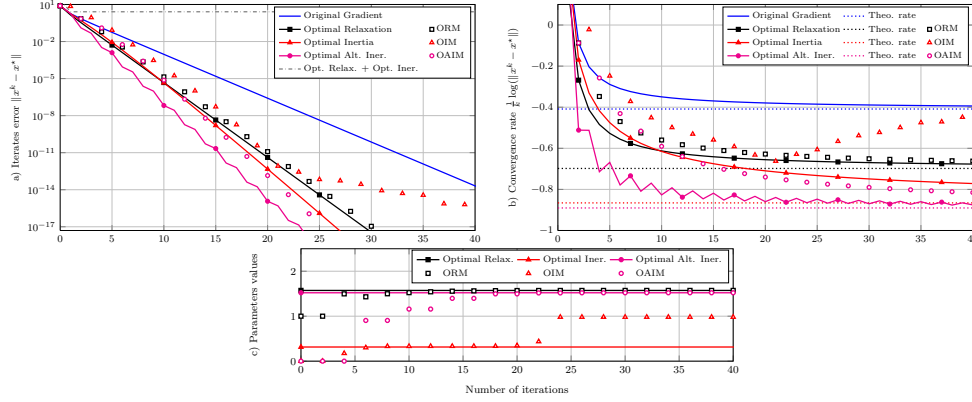 a) Iterates error ‖x^k − x*‖
10^1
10^−2
10^−5
10^−8
10^−11
10^−14
10^−17
0 5 10 15 20 25 30 35 40
Original Gradient
Optimal Relaxation
Optimal Inertia
Optimal Alt. Iner.
Opt. Relax. + Opt. Iner.
ORM
OIM
OAIM
b) Convergence rate 1/k log(‖x^k − x*‖)
0
−0.2
−0.4
−0.6
−0.8
−1
0 5 10 15 20 25 30 35 40
Original Gradient
Optimal Relaxation
Optimal Inertia
Optimal Alt. Iner.
Theo. rate
Theo. rate
Theo. rate
Theo. rate
ORM
OIM
OAIM
c) Parameters values
2
1
0
0 5 10 15 20 25 30 35 40
Optimal Relax. Optimal Iner. Optimal Alt. Iner.
ORM OIM OAIM
Number of iterations